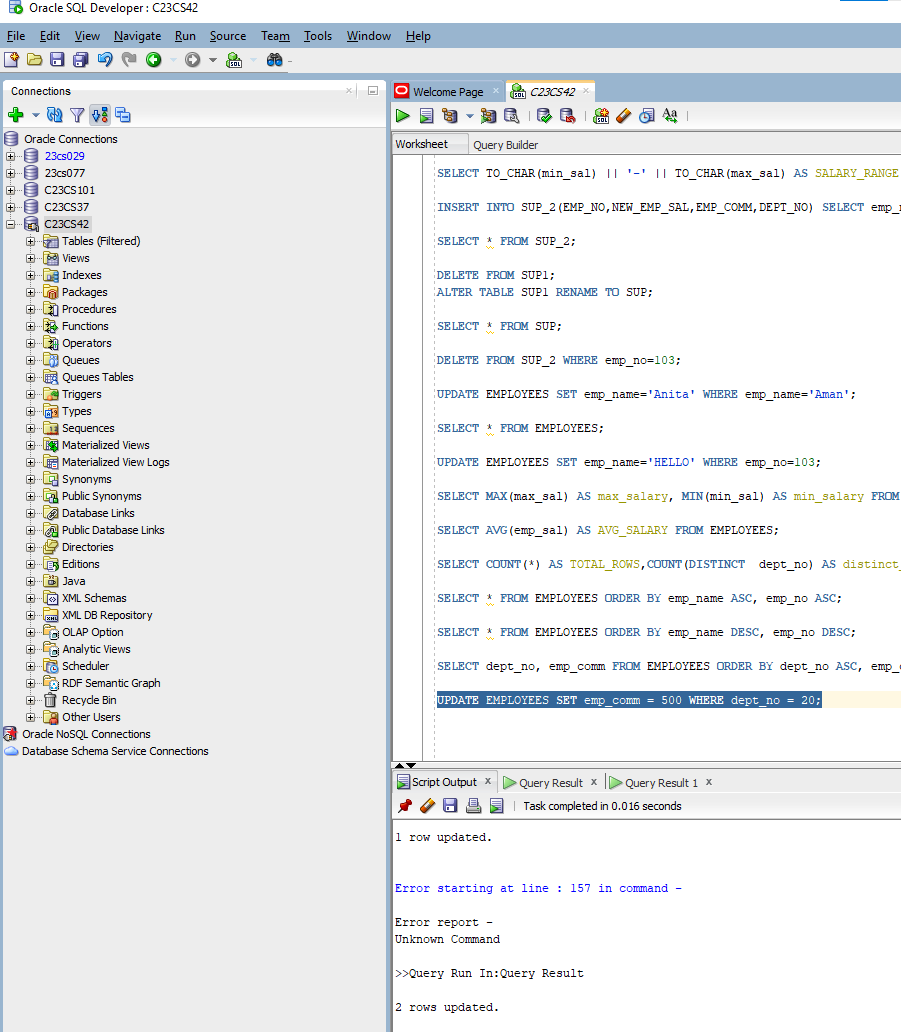 Oracle SQL Developer : C23CS42
File Edit View Navigate Run Source Team Tools Window Help
Connections
Oracle Connections
23cs029
23cs077
C23CS101
C23CS37
C23CS42
Tables (Filtered)
Views
Indexes
Packages
Procedures
Functions
Operators
Queues
Queues Tables
Triggers
Types
Sequences
Materialized Views
Materialized View Logs
Synonyms
Public Synonyms
Database Links
Public Database Links
Directories
Editions
Java
XML Schemas
XML DB Repository
OLAP Option
Analytic Views
Scheduler
RDF Semantic Graph
Recycle Bin
Other Users
Oracle NoSQL Connections
Database Schema Service Connections
Welcome Page C23CS42
Worksheet Query Builder
SELECT TO_CHAR(min_sal) || '-' || TO_CHAR(max_sal) AS SALARY_RANGE
INSERT INTO SUP_2(EMP_NO,NEW_EMP_SAL,EMP_COMM,DEPT_NO) SELECT emp_n
SELECT * FROM SUP_2;
DELETE FROM SUP1;
ALTER TABLE SUP1 RENAME TO SUP;
SELECT * FROM SUP;
DELETE FROM SUP_2 WHERE emp_no=103;
UPDATE EMPLOYEES SET emp_name='Anita' WHERE emp_name='Aman';
SELECT * FROM EMPLOYEES;
UPDATE EMPLOYEES SET emp_name='HELLO' WHERE emp_no=103;
SELECT MAX(max_sal) AS max_salary, MIN(min_sal) AS min_salary FROM
SELECT AVG(emp_sal) AS AVG_SALARY FROM EMPLOYEES;
SELECT COUNT(*) AS TOTAL_ROWS,COUNT(DISTINCT dept_no) AS distinct_
SELECT * FROM EMPLOYEES ORDER BY emp_name ASC, emp_no ASC;
SELECT * FROM EMPLOYEES ORDER BY emp_name DESC, emp_no DESC;
SELECT dept_no, emp_comm FROM EMPLOYEES ORDER BY dept_no ASC, emp_c
UPDATE EMPLOYEES SET emp_comm = 500 WHERE dept_no = 20;
Script Output Query Result Query Result 1
Task completed in 0.016 seconds
1 row updated.
Error starting at line : 157 in command -
Error report -
Unknown Command
>>Query Run In:Query Result
2 rows updated.